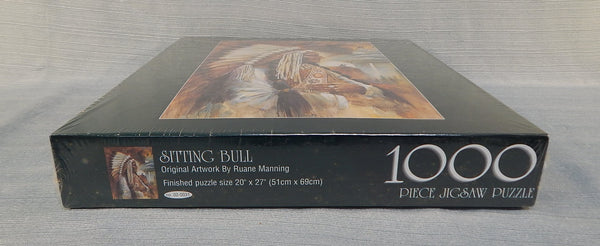 SITTING BULL
Original Artwork By Ruane Manning
Finished puzzle size 20" x 27" (51cm x 69cm)
1000
PIECE JIGSAW PUZZLE